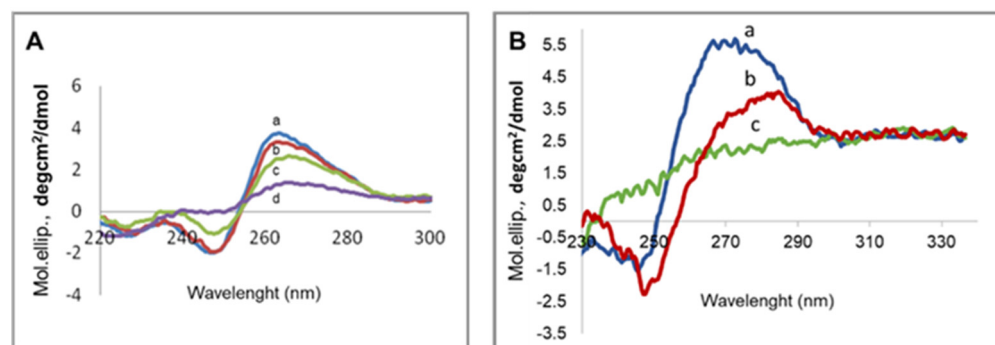 A
Mol.ellip., degcm²/dmol
6
4
2
0
-2
-4
220
240
260
280
300
a
b
c
d
Wavelenght (nm)
B
Mol.ellip., degcm²/dmol
5.5
4.5
3.5
2.5
1.5
0.5
-0.5
-1.5
-2.5
-3.5
230
250
270
290
310
330
a
b
c
Wavelenght (nm)